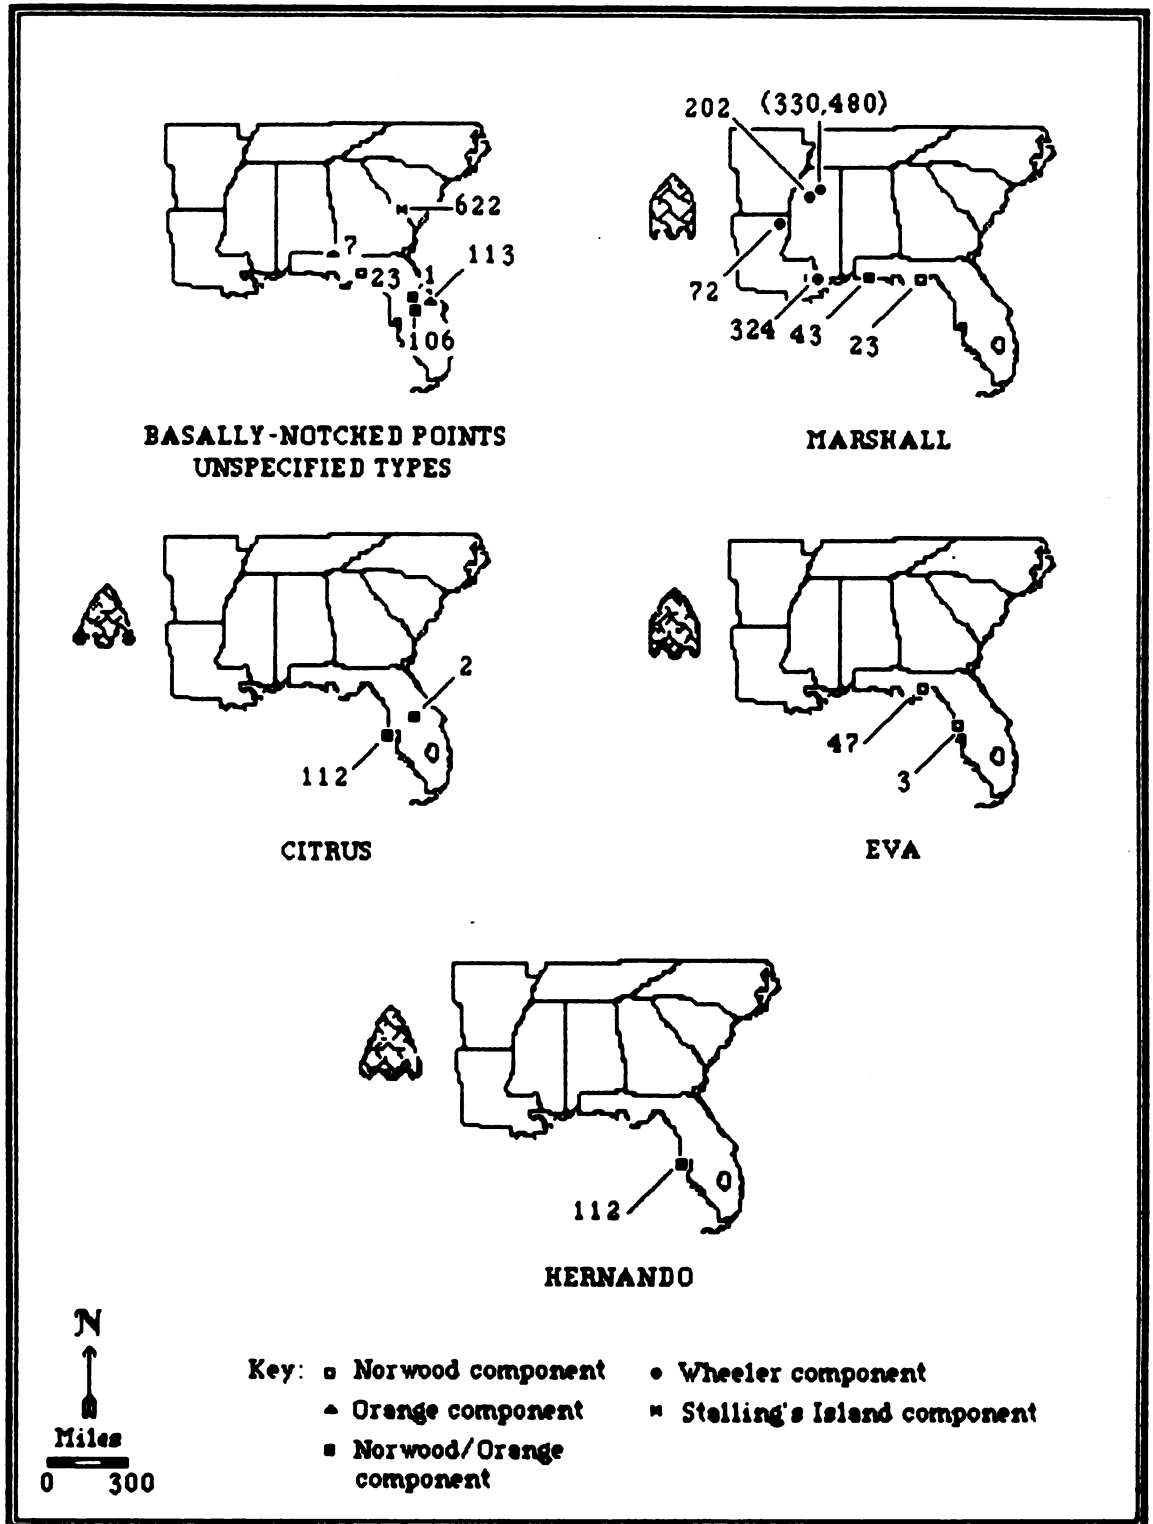 202 (330,480)
622
7
23
1
113
106
72
324
43
23
BASALLY-NOTCHED POINTS
UNSPECIFIED TYPES
MARSHALL
2
112
47
3
CITRUS
EVA
112
HERNANDO
N
Miles
0 300
Key:
Norwood component
Orange component
Norwood/Orange
component
Wheeler component
Stalling's Island component